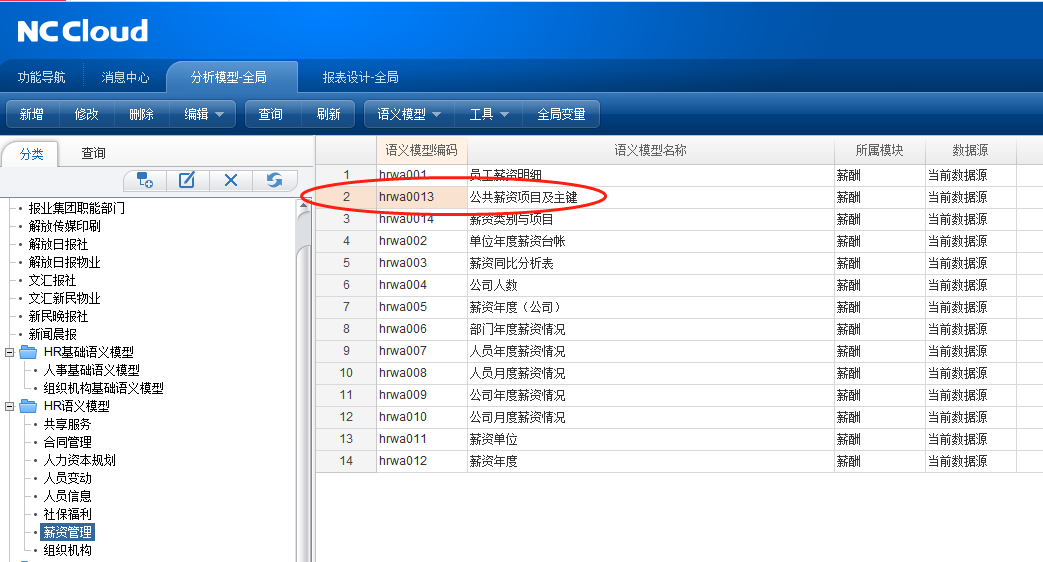 NC Cloud
功能导航 消息中心 分析模型-全局 报表设计-全局
新增 修改 删除 编辑 查询 刷新 语义模型 工具 全局变量
分类 查询
报业集团职能部门
解放传媒印刷
解放日报社
解放日报物业
文汇报社
文汇新民物业
新民晚报社
新闻晨报
HR基础语义模型
人事基础语义模型
组织机构基础语义模型
HR语义模型
共享服务
合同管理
人力资本规划
人员变动
人员信息
社保福利
薪资管理
组织机构
语义模型编码 语义模型名称 所属模块 数据源
1 hrwa001 员工薪资明细 薪酬 当前数据源
2 hrwa0013 公共薪资项目及主键 薪酬 当前数据源
3 hrwa0014 薪资类别与项目 薪酬 当前数据源
4 hrwa002 单位年度薪资台帐 薪酬 当前数据源
5 hrwa003 薪资同比分析表 薪酬 当前数据源
6 hrwa004 公司人数 薪酬 当前数据源
7 hrwa005 薪资年度（公司） 薪酬 当前数据源
8 hrwa006 部门年度薪资情况 薪酬 当前数据源
9 hrwa007 人员年度薪资情况 薪酬 当前数据源
10 hrwa008 人员月度薪资情况 薪酬 当前数据源
11 hrwa009 公司年度薪资情况 薪酬 当前数据源
12 hrwa010 公司月度薪资情况 薪酬 当前数据源
13 hrwa011 薪资单位 薪酬 当前数据源
14 hrwa012 薪资年度 薪酬 当前数据源